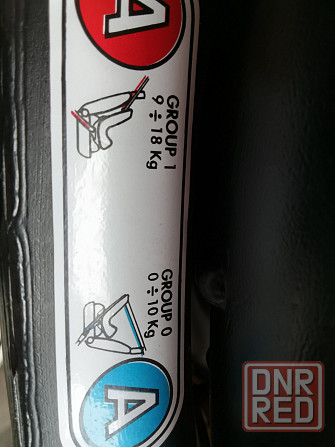 A
GROUP 1
9 ÷ 18 Kg
GROUP 0
0 ÷ 10 Kg
A
DNR
RED